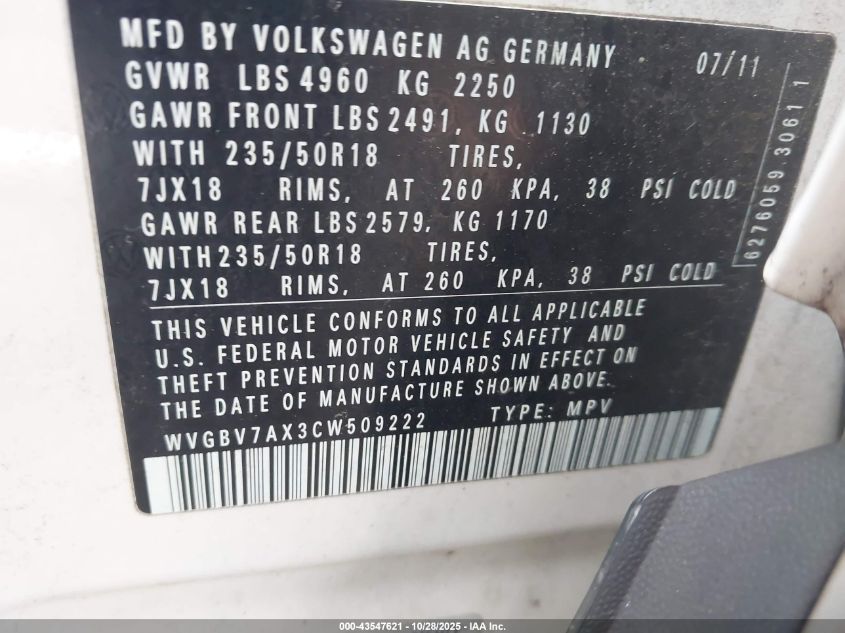 MFD BY VOLKSWAGEN AG GERMANY 07/11
GVWR LBS 4960 KG 2250
GAWR FRONT LBS 2491, KG 1130
WITH 235/50R18 TIRES,
7JX18 RIMS, AT 260 KPA, 38 PSI COLD
GAWR REAR LBS 2579, KG 1170
WITH 235/50R18 TIRES,
7JX18 RIMS, AT 260 KPA, 38 PSI COLD
THIS VEHICLE CONFORMS TO ALL APPLICABLE
U.S. FEDERAL MOTOR VEHICLE SAFETY AND
THEFT PREVENTION STANDARDS IN EFFECT ON
THE DATE OF MANUFACTURE SHOWN ABOVE.
WVGBV7AX3CW509222 TYPE: MPV
6276059 3061 1
000-43547621 - 10/28/2025 - IAA Inc.